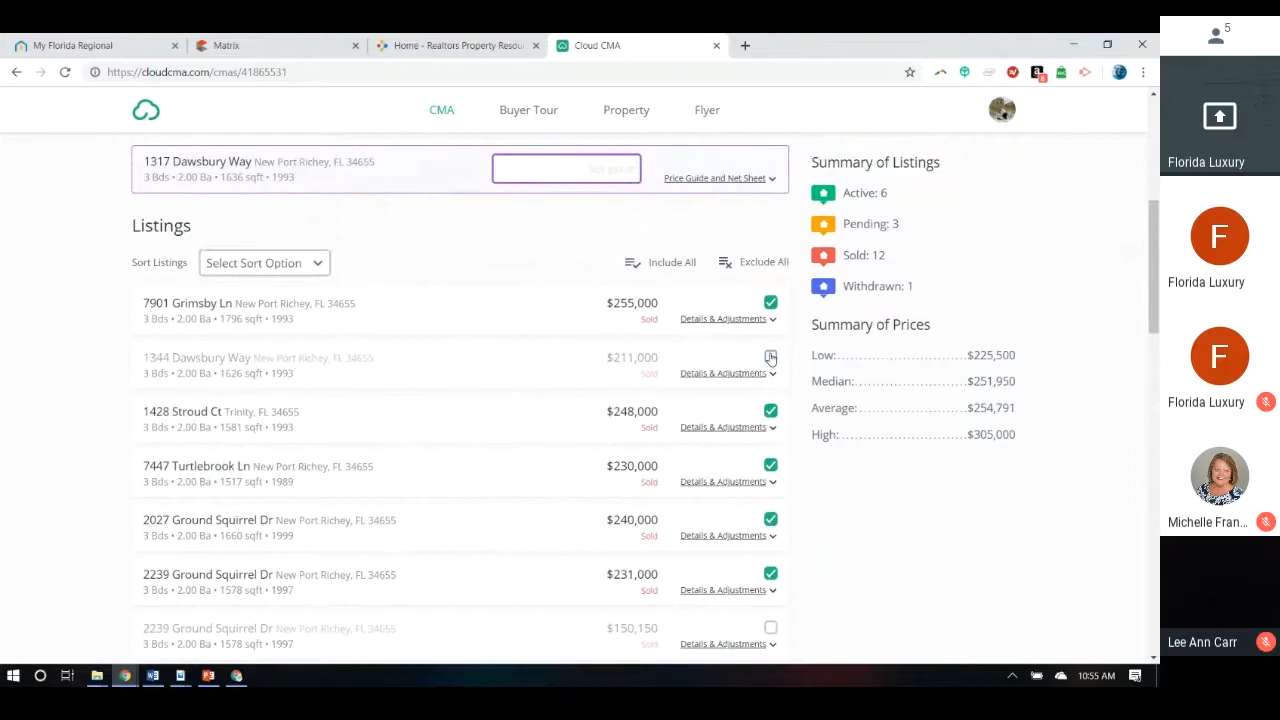 My Florida Regional
Matrix
Home - Realtors Property Resou
Cloud CMA
https://cloudcma.com/cmas/41865531
CMA
Buyer Tour
Property
Flyer
1317 Dawsbury Way New Port Richey, FL 34655
3 Bds • 2.00 Ba • 1636 sqft • 1993
Set price
Price Guide and Net Sheet
Listings
Sort Listings
Select Sort Option
Include All
Exclude All
7901 Grimsby Ln New Port Richey, FL 34655
$255,000
3 Bds • 2.00 Ba • 1796 sqft • 1993
Sold
Details & Adjustments
1344 Dawsbury Way New Port Richey, FL 34655
$211,000
3 Bds • 2.00 Ba • 1626 sqft • 1993
Sold
Details & Adjustments
1428 Stroud Ct Trinity, FL 34655
$248,000
3 Bds • 2.00 Ba • 1581 sqft • 1993
Sold
Details & Adjustments
7447 Turtlebrook Ln New Port Richey, FL 34655
$230,000
3 Bds • 2.00 Ba • 1517 sqft • 1989
Sold
Details & Adjustments
2027 Ground Squirrel Dr New Port Richey, FL 34655
$240,000
3 Bds • 2.00 Ba • 1660 sqft • 1999
Sold
Details & Adjustments
2239 Ground Squirrel Dr New Port Richey, FL 34655
$231,000
3 Bds • 2.00 Ba • 1578 sqft • 1997
Sold
Details & Adjustments
2239 Ground Squirrel Dr New Port Richey, FL 34655
$150,150
3 Bds • 2.00 Ba • 1578 sqft • 1997
Sold
Details & Adjustments
Summary of Listings
Active: 6
Pending: 3
Sold: 12
Withdrawn: 1
Summary of Prices
Low: $225,500
Median: $251,950
Average: $254,791
High: $305,000
10:55 AM
5
Florida Luxury
F
Florida Luxury
F
Florida Luxury
Michelle Fran...
Lee Ann Carr